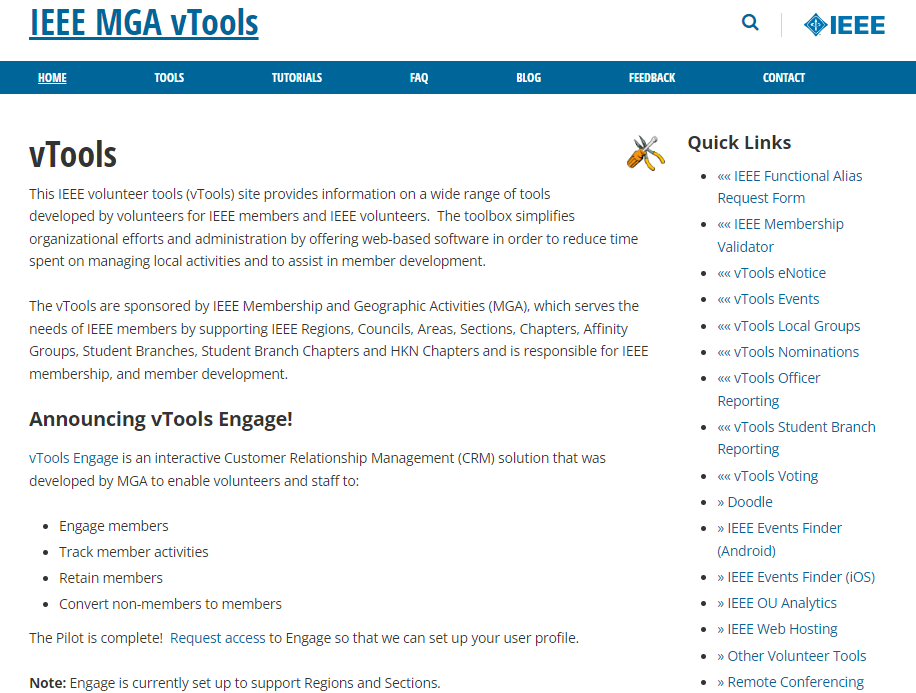 IEEE MGA vTools
IEEE
HOME TOOLS TUTORIALS FAQ BLOG FEEDBACK CONTACT
vTools
This IEEE volunteer tools (vTools) site provides information on a wide range of tools
developed by volunteers for IEEE members and IEEE volunteers.  The toolbox simplifies
organizational efforts and administration by offering web-based software in order to reduce time
spent on managing local activities and to assist in member development.
The vTools are sponsored by IEEE Membership and Geographic Activities (MGA), which serves the
needs of IEEE members by supporting IEEE Regions, Councils, Areas, Sections, Chapters, Affinity
Groups, Student Branches, Student Branch Chapters and HKN Chapters and is responsible for IEEE
membership, and member development.
Announcing vTools Engage!
vTools Engage is an interactive Customer Relationship Management (CRM) solution that was
developed by MGA to enable volunteers and staff to:
• Engage members
• Track member activities
• Retain members
• Convert non-members to members
The Pilot is complete!  Request access to Engage so that we can set up your user profile.
Note: Engage is currently set up to support Regions and Sections.
Quick Links
• «« IEEE Functional Alias
Request Form
• «« IEEE Membership
Validator
• «« vTools eNotice
• «« vTools Events
• «« vTools Local Groups
• «« vTools Nominations
• «« vTools Officer
Reporting
• «« vTools Student Branch
Reporting
• «« vTools Voting
• » Doodle
• » IEEE Events Finder
(Android)
• » IEEE Events Finder (iOS)
• » IEEE OU Analytics
• » IEEE Web Hosting
• » Other Volunteer Tools
• » Remote Conferencing